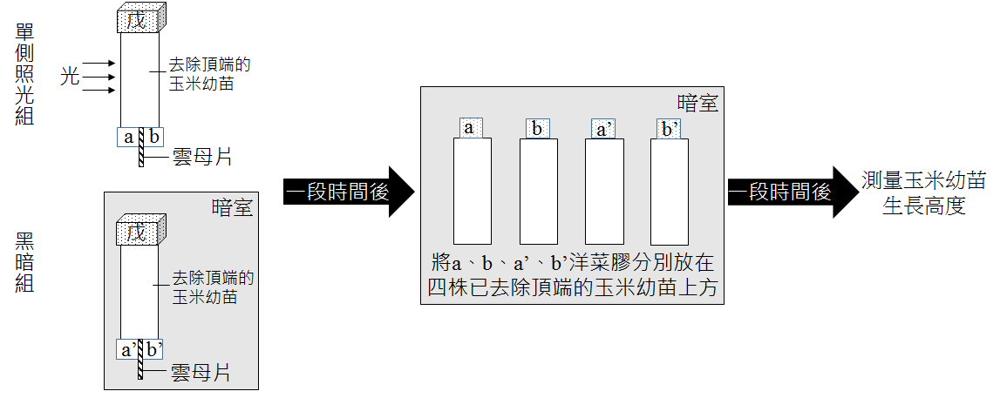 單側照光組
戊
光
去除頂端的
玉米幼苗
a b
雲母片
黑暗組
暗室
戊
去除頂端的
玉米幼苗
a’ b’
雲母片
一段時間後
暗室
a b a’ b’
將a、b、a’、b’洋菜膠分別放在
四株已去除頂端的玉米幼苗上方
一段時間後
測量玉米幼苗
生長高度